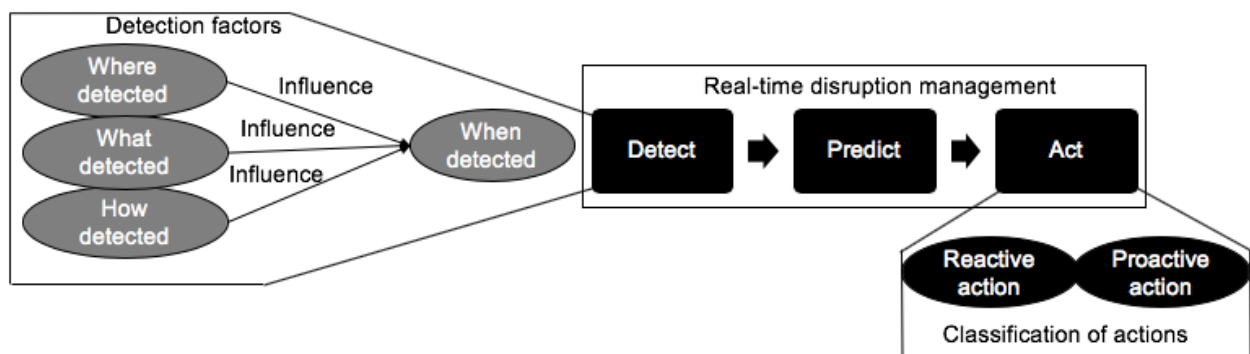 Detection factors
Where
detected
Influence
What
detected
Influence
How
detected
Influence
When
detected
Real-time disruption management
Detect
Predict
Act
Reactive
action
Proactive
action
Classification of actions